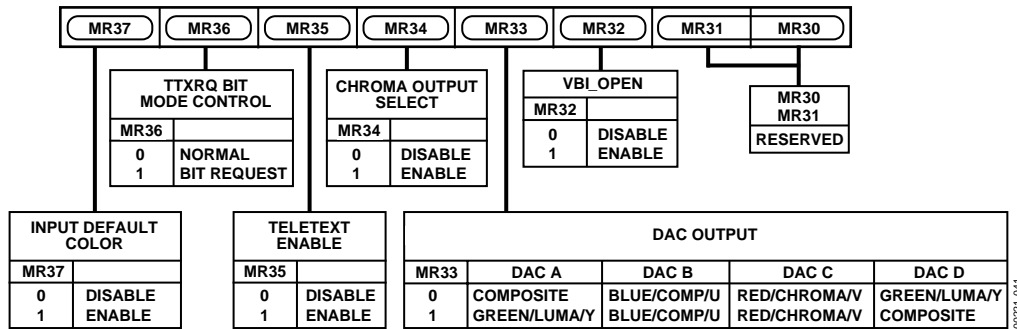 MR37 MR36 MR35 MR34 MR33 MR32 MR31 MR30
TTXRQ BIT
MODE CONTROL
MR36
0 NORMAL
1 BIT REQUEST
CHROMA OUTPUT
SELECT
MR34
0 DISABLE
1 ENABLE
VBI_OPEN
MR32
0 DISABLE
1 ENABLE
MR30
MR31
RESERVED
INPUT DEFAULT
COLOR
MR37
0 DISABLE
1 ENABLE
TELETEXT
ENABLE
MR35
0 DISABLE
1 ENABLE
DAC OUTPUT
MR33 DAC A DAC B DAC C DAC D
0 COMPOSITE BLUE/COMP/U RED/CHROMA/V GREEN/LUMA/Y
1 GREEN/LUMA/Y BLUE/COMP/U RED/CHROMA/V COMPOSITE